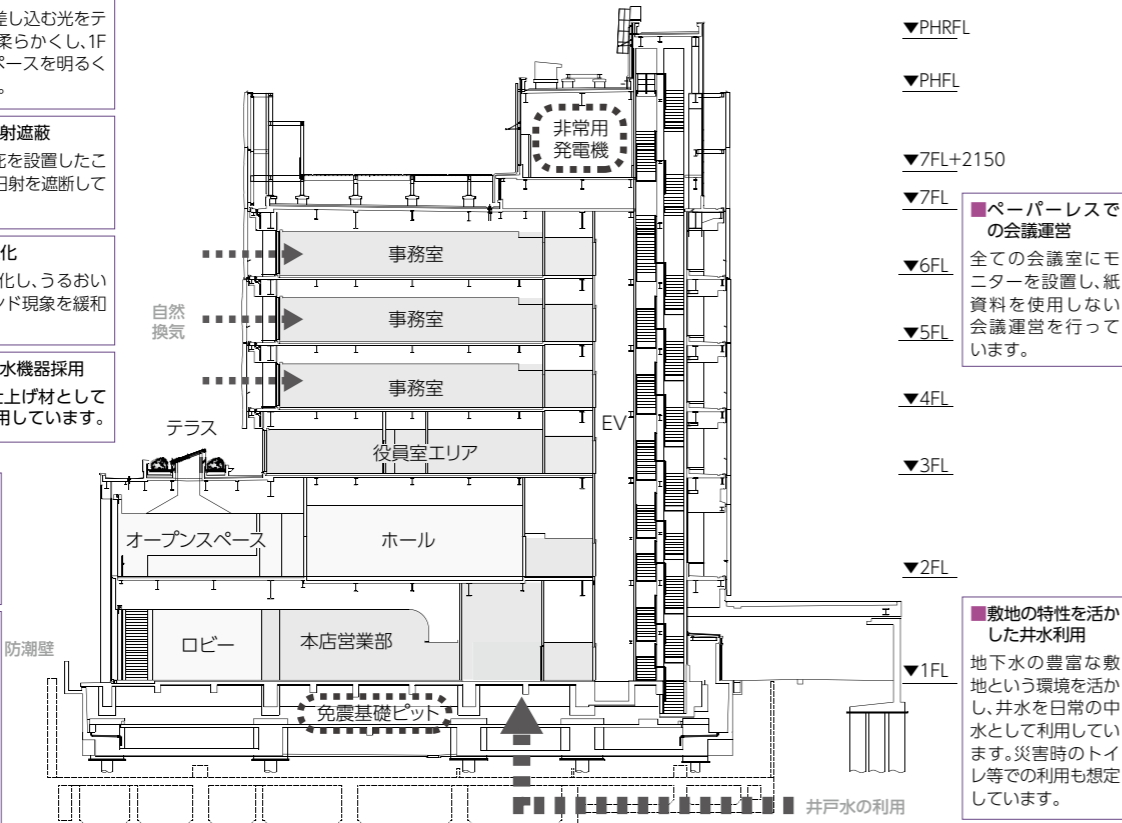 差し込む光をテ
柔らかくし、1F
ペースを明るく
。
射遮蔽
を設置したこ
日射を遮断して
化
化し、うるおい
ンド現象を緩和
水機器採用
上げ材として
用しています。
防潮壁
自然
換気
テラス
非常用
発電機
事務室
事務室
事務室
役員室エリア
EV
オープンスペース
ホール
ロビー
本店営業部
免震基礎ピット
井戸水の利用
▼PHRFL
▼PHFL
▼7FL+2150
▼7FL
▼6FL
▼5FL
▼4FL
▼3FL
▼2FL
▼1FL
■ペーパーレスで
の会議運営
全ての会議室にモ
ニターを設置し、紙
資料を使用しない
会議運営を行って
います。
■敷地の特性を活か
した井水利用
地下水の豊富な敷
地という環境を活か
し、井水を日常の中
水として利用してい
ます。災害時のトイ
レ等での利用も想定
しています。